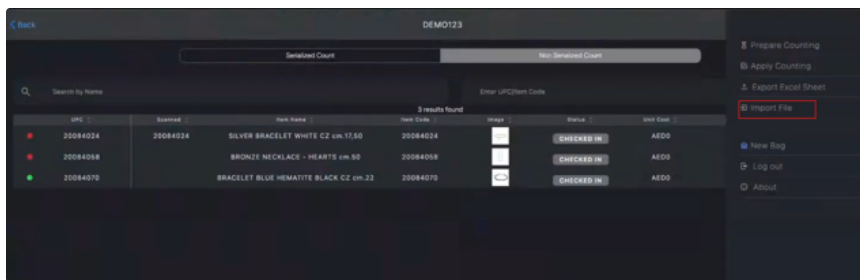 Back
DEMO123
Serialized Count
Non Serialized Count
Search by Name
Enter UPC/Item Code
3 results found
UPC Scanned Item Name Item Code Image Status Unit Cost
20084024 20084024 SILVER BRACELET WHITE CZ cm.17,50 20084024 CHECKED IN AED0
20084058 BRONZE NECKLACE - HEARTS cm.50 20084058 CHECKED IN AED0
20084070 BRACELET BLUE HEMATITE BLACK CZ cm.22 20084070 CHECKED IN AED0
Prepare Counting
Apply Counting
Export Excel Sheet
Import File
New Bag
Log out
About